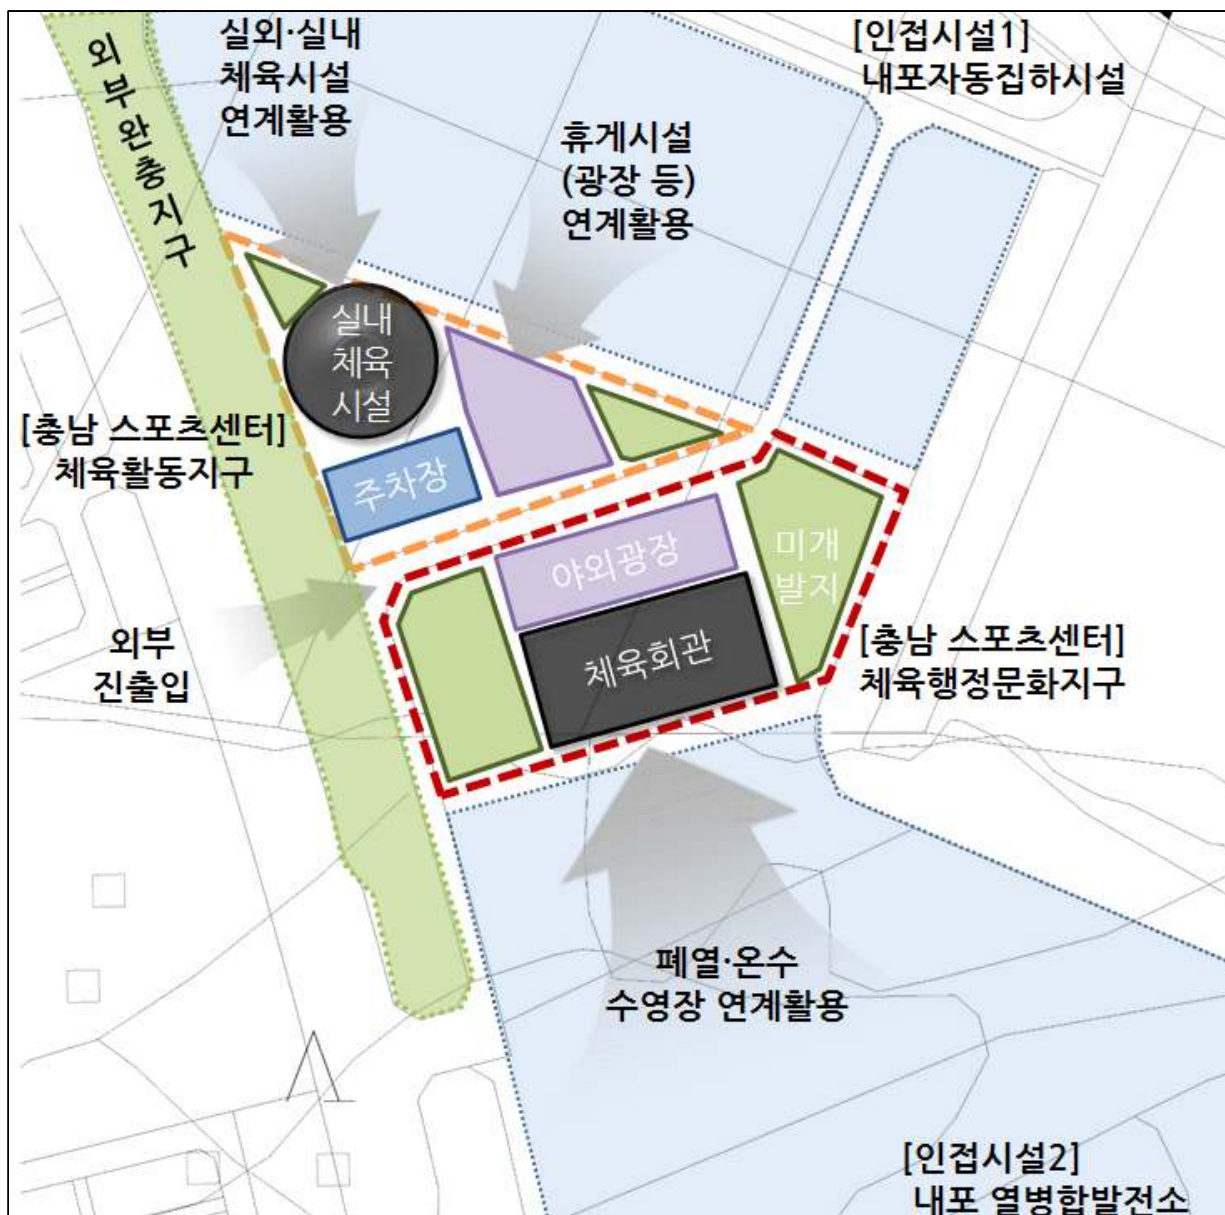 외부완충지구
실외·실내
체육시설
연계활용
[인접시설1]
내포자동집하시설
휴게시설
(광장 등)
연계활용
실내
체육
시설
[충남 스포츠센터]
체육활동지구
주차장
야외광장
미개
발지
체육회관
외부
진출입
[충남 스포츠센터]
체육행정문화지구
폐열·온수
수영장 연계활용
[인접시설2]
내포 열병합발전소